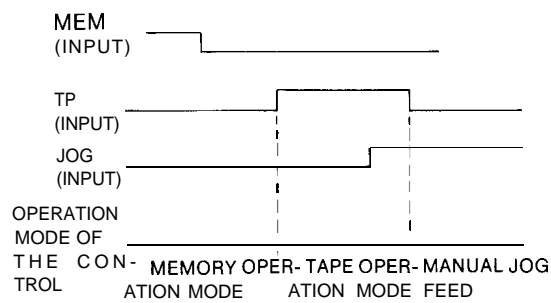 MEM
(INPUT)
TP
(INPUT)
JOG
(INPUT)
OPERATION
MODE OF
THE CON-
TROL
MEMORY OPER- TAPE OPER- MANUAL JOG
ATION MODE ATION MODE FEED